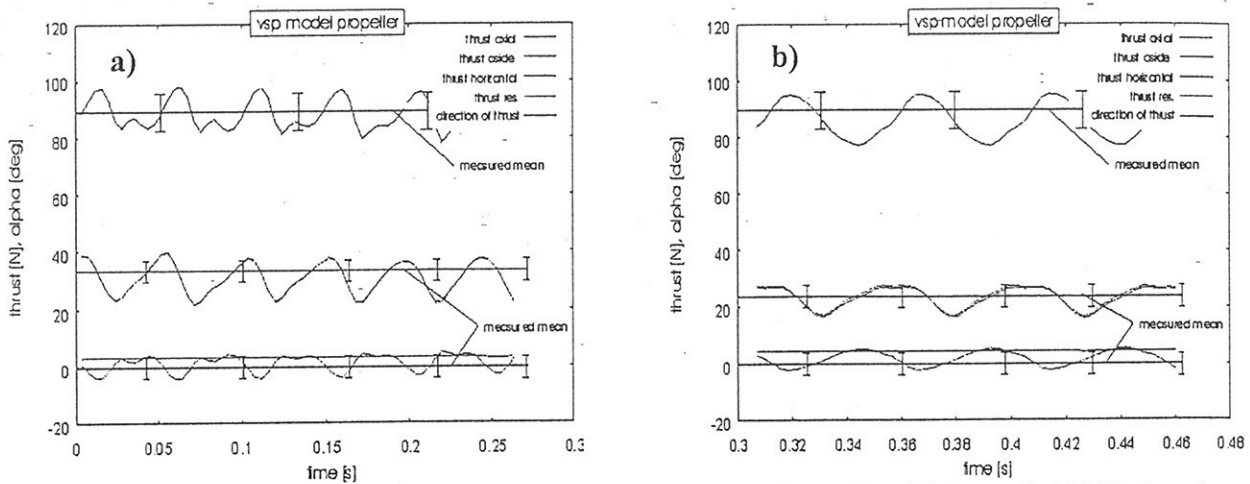 vsp model propeller
a)
thrust axial
thrust aside
thrust horizontal
thrust res.
direction of thrust
measured mean
measured mean
thrust [N], alpha [deg]
120
100
80
60
40
20
0
-20
0
0.05
0.1
0.15
0.2
0.25
0.3
time [s]
vsp-model propeller
b)
thrust axial
thrust aside
thrust horizontal
thrust res.
direction of thrust
measured mean
measured mean
thrust [N], alpha [deg]
120
100
80
60
40
20
0
-20
0.3
0.32
0.34
0.36
0.38
0.4
0.42
0.44
0.46
0.48
time [s]